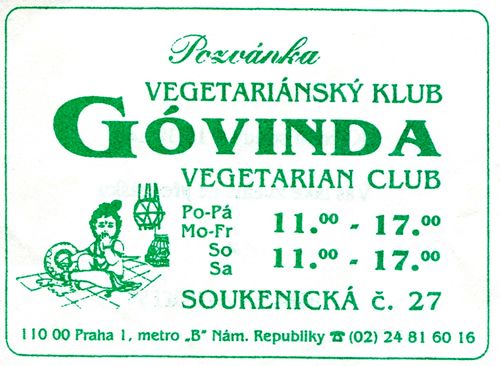 Pozvánka
VEGETARIÁNSKÝ KLUB
GÓVINDA
VEGETARIAN CLUB
Po-Pá
Mo-Fr 11.00 - 17.00
So
Sa 11.00 - 17.00
SOUKENICKÁ č. 27
110 00 Praha 1, metro „B" Nám. Republiky ☎ (02) 24 81 60 16